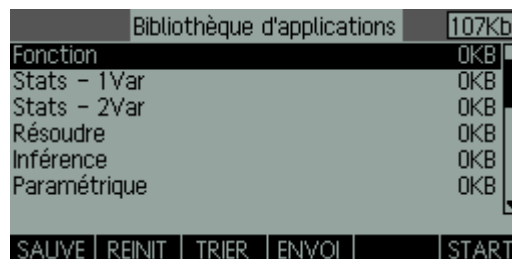 Bibliothèque d'applications 107Kb
Fonction 0KB
Stats - 1Var 0KB
Stats - 2Var 0KB
Résoudre 0KB
Inférence 0KB
Paramétrique 0KB
SAUVE REINIT TRIER ENVOI START